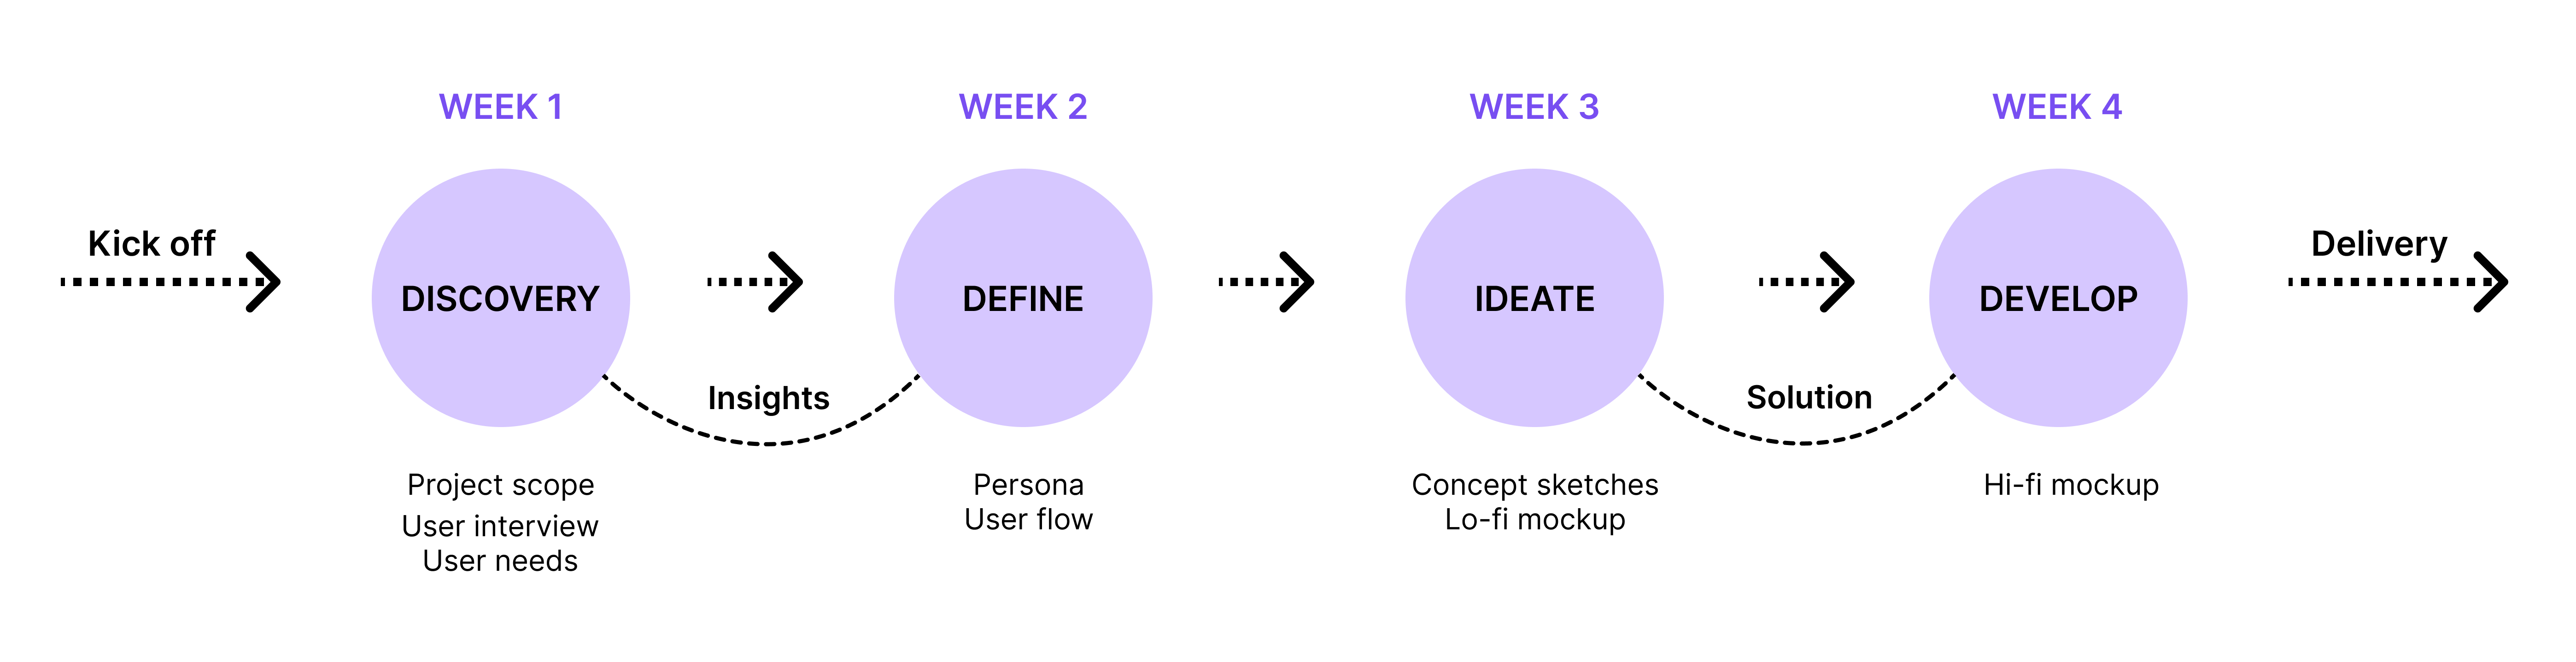 WEEK 1
WEEK 2
WEEK 3
WEEK 4
Kick off
DISCOVERY
DEFINE
IDEATE
DEVELOP
Delivery
Insights
Solution
Project scope
User interview
User needs
Persona
User flow
Concept sketches
Lo-fi mockup
Hi-fi mockup